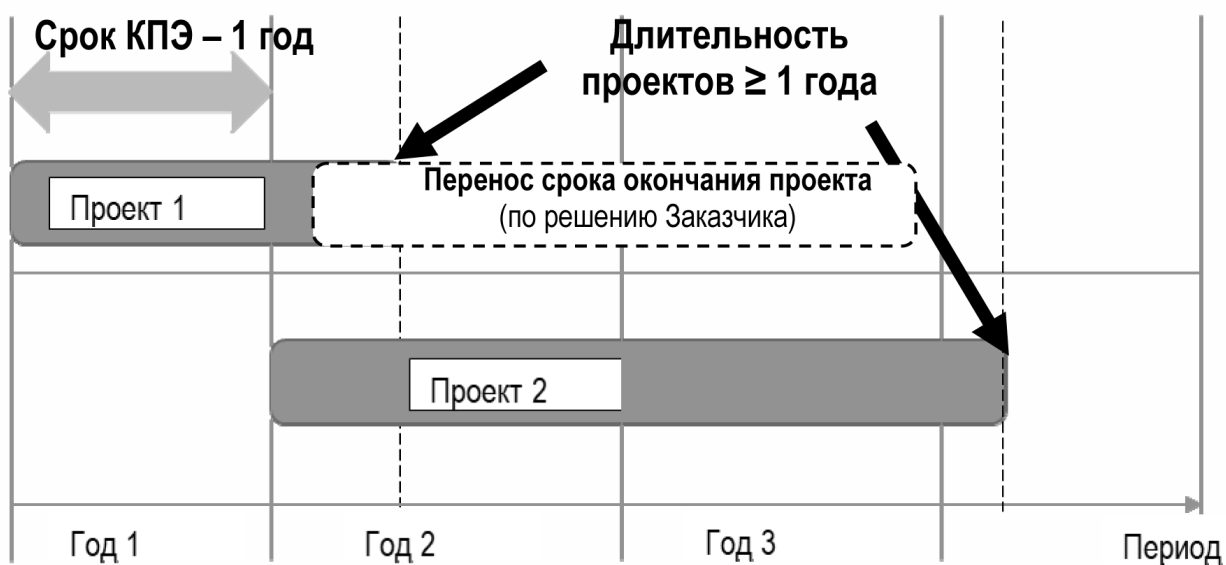 Срок КПЭ – 1 год
Длительность
проектов ≥ 1 года
Перенос срока окончания проекта
(по решению Заказчика)
Проект 1
Проект 2
Год 1
Год 2
Год 3
Период